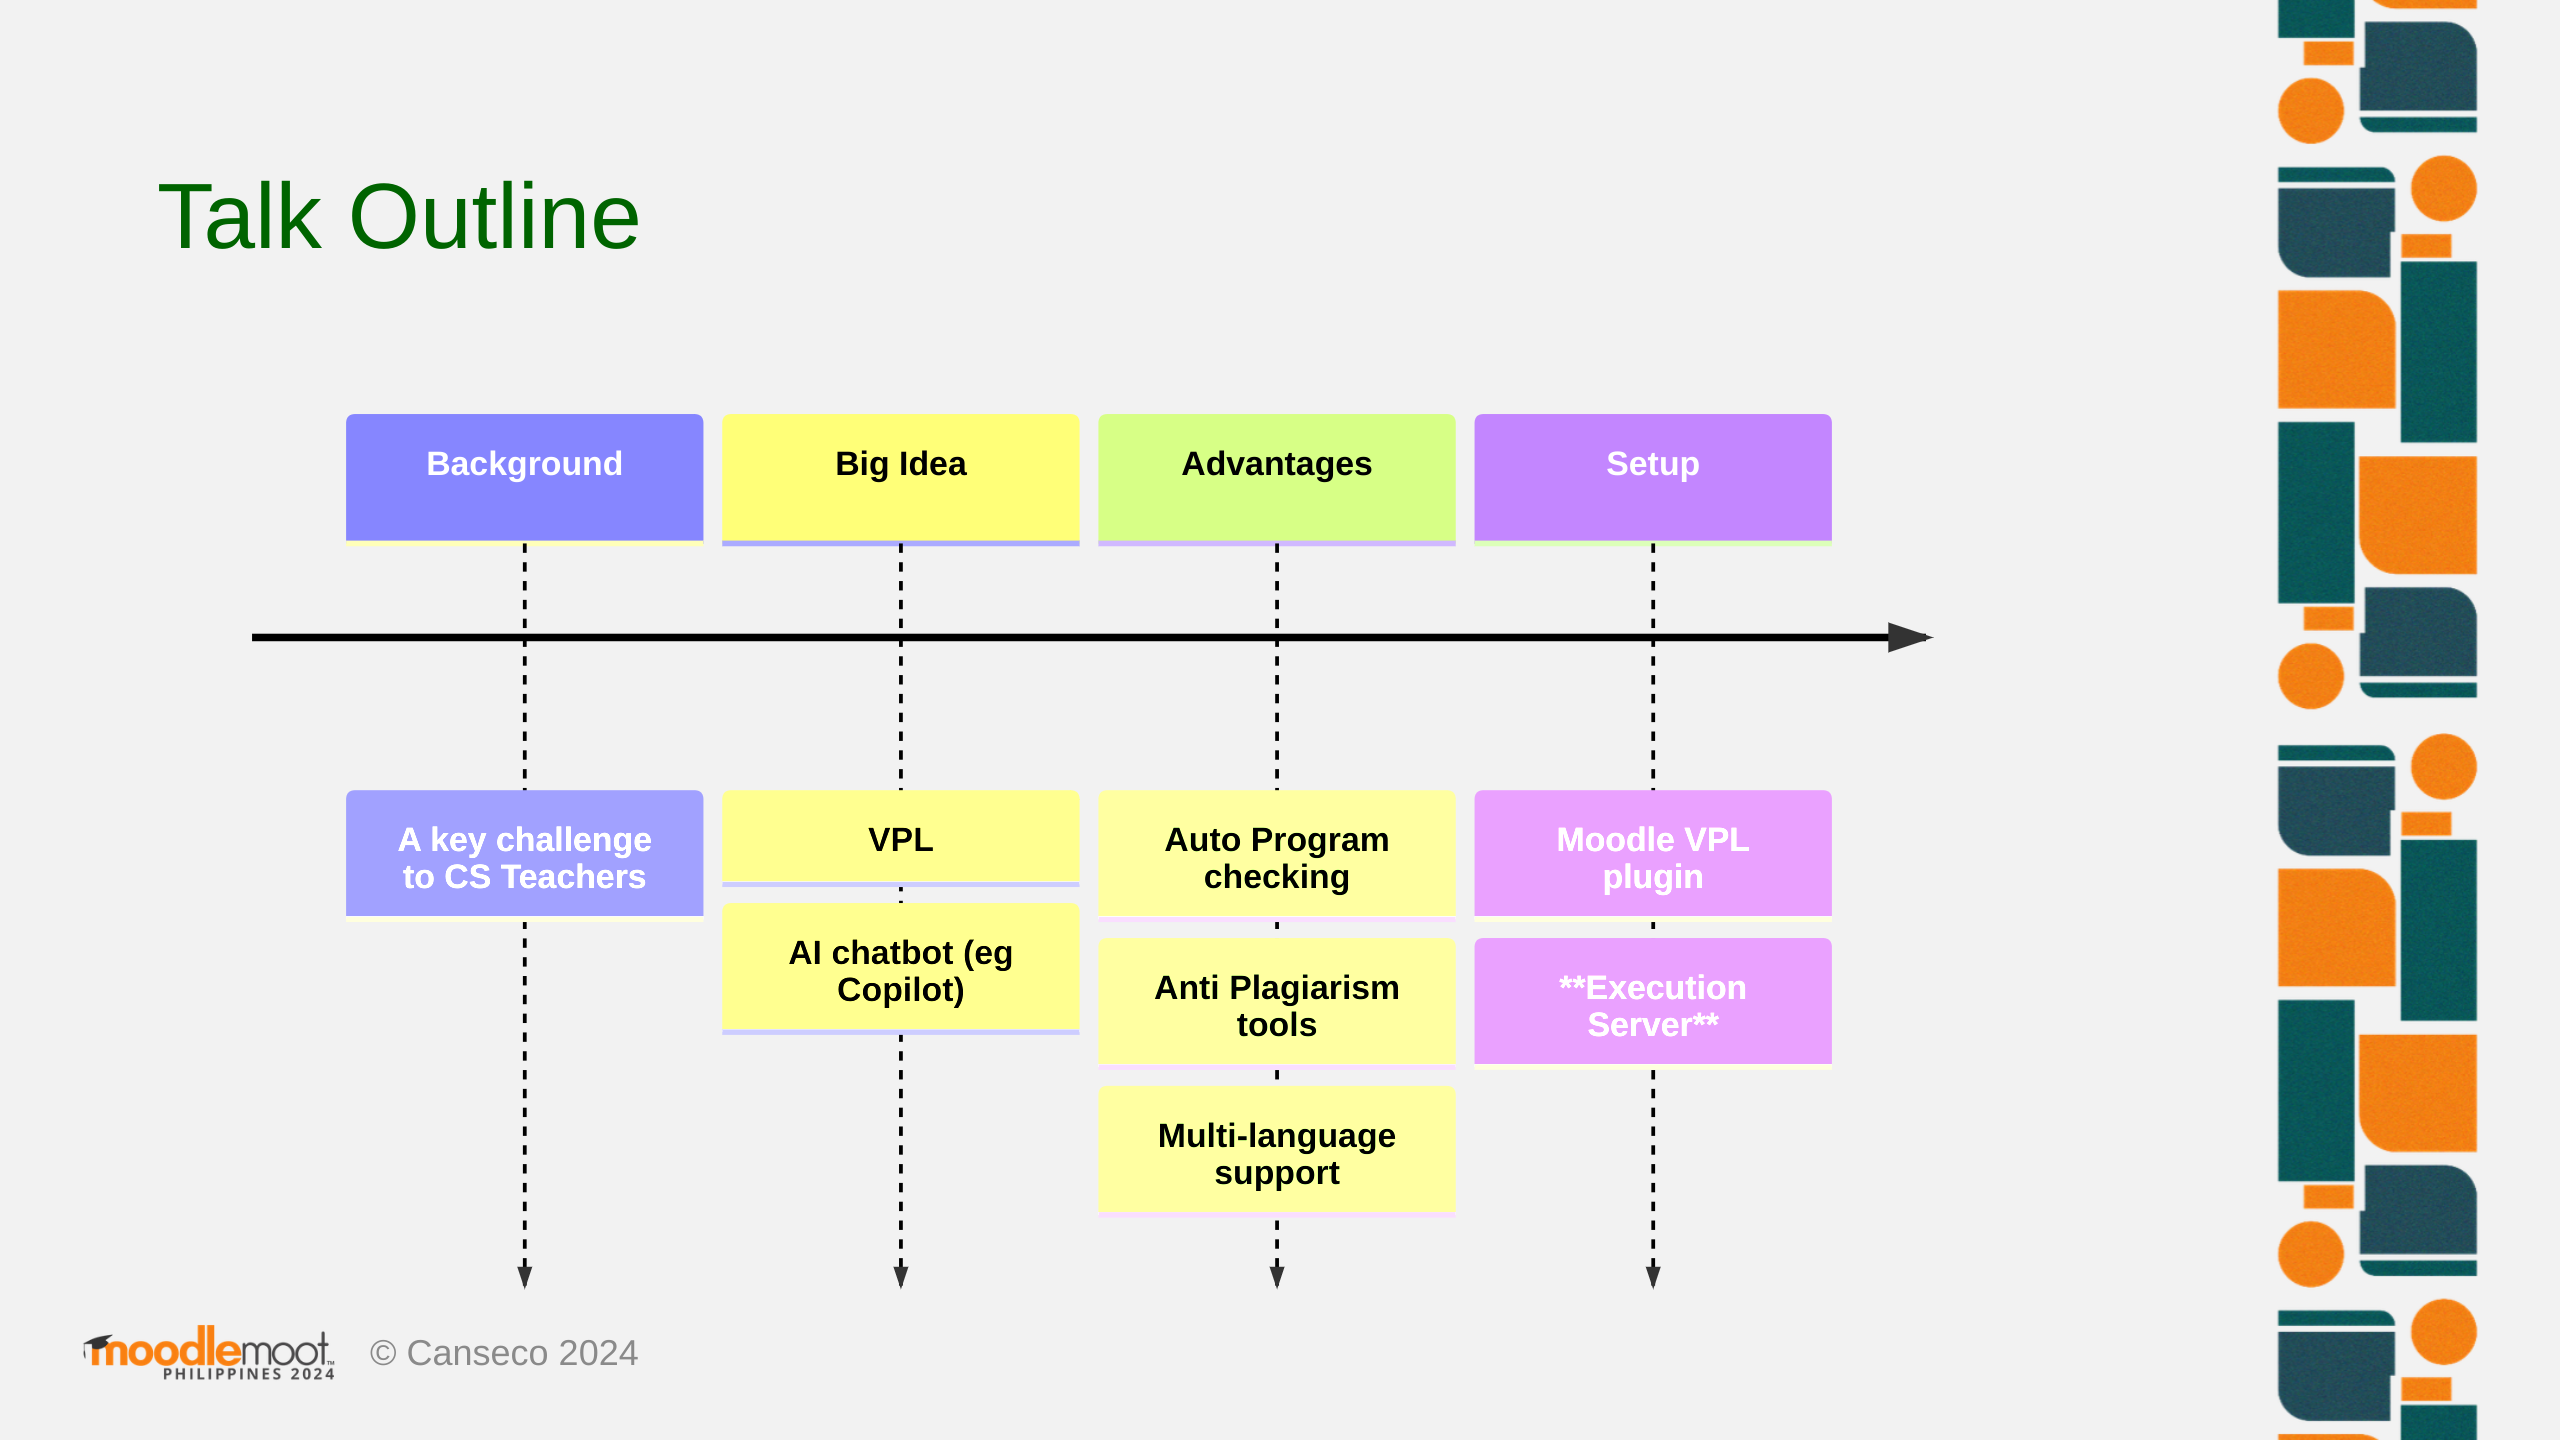 Talk Outline
Background
Big Idea
Advantages
Setup
A key challenge
to CS Teachers
VPL
AI chatbot (eg
Copilot)
Auto Program
checking
Anti Plagiarism
tools
Multi-language
support
Moodle VPL
plugin
**Execution
Server**
moodlemoot™
PHILIPPINES 2024
© Canseco 2024